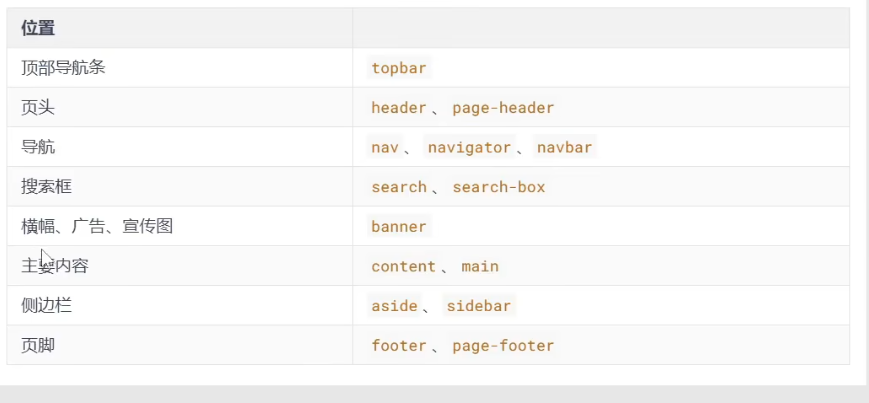 位置
顶部导航条 topbar
页头 header、page-header
导航 nav、navigator、navbar
搜索框 search、search-box
横幅、广告、宣传图 banner
主要内容 content、main
侧边栏 aside、sidebar
页脚 footer、page-footer